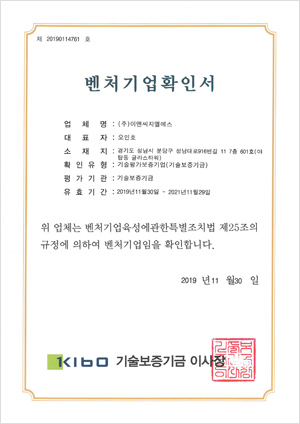 제 20190114761 호
벤처기업확인서
업 체 명 : (주)이앤씨지엘에스
대 표 자 : 오인호
소 재 지 : 경기도 성남시 분당구 성남대로916번길 11 7층 601호(야
탑동 글라스타워)
확 인 유 형 : 기술평가보증기업(기술보증기금)
평 가 기 관 : 기술보증기금
유 효 기 간 : 2019년11월30일 ~ 2021년11월29일
위 업체는 벤처기업육성에관한특별조치법 제25조의
규정에 의하여 벤처기업임을 확인합니다.
2019 년11 월30 일
KIBO 기술보증기금 이사장